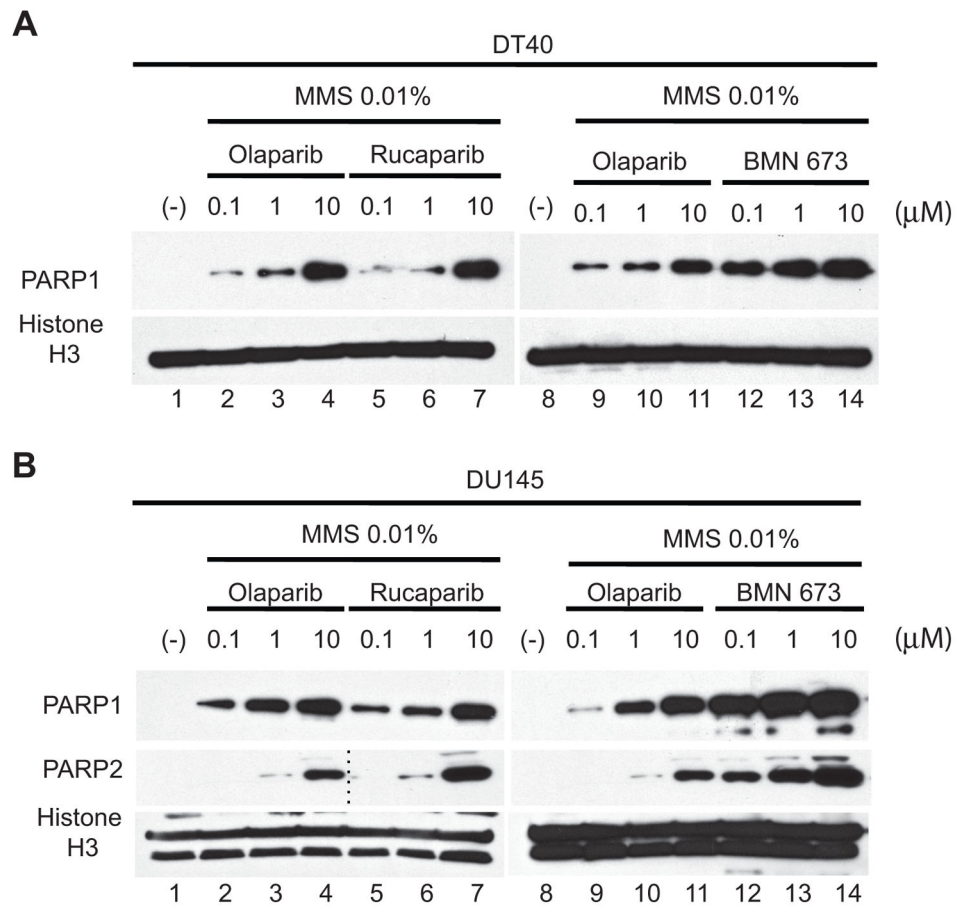 A
DT40
MMS 0.01% MMS 0.01%
Olaparib Rucaparib Olaparib BMN 673
(-) 0.1 1 10 0.1 1 10 (-) 0.1 1 10 0.1 1 10 (μM)
PARP1
Histone
H3
1 2 3 4 5 6 7 8 9 10 11 12 13 14
B
DU145
MMS 0.01% MMS 0.01%
Olaparib Rucaparib Olaparib BMN 673
(-) 0.1 1 10 0.1 1 10 (-) 0.1 1 10 0.1 1 10 (μM)
PARP1
PARP2
Histone
H3
1 2 3 4 5 6 7 8 9 10 11 12 13 14